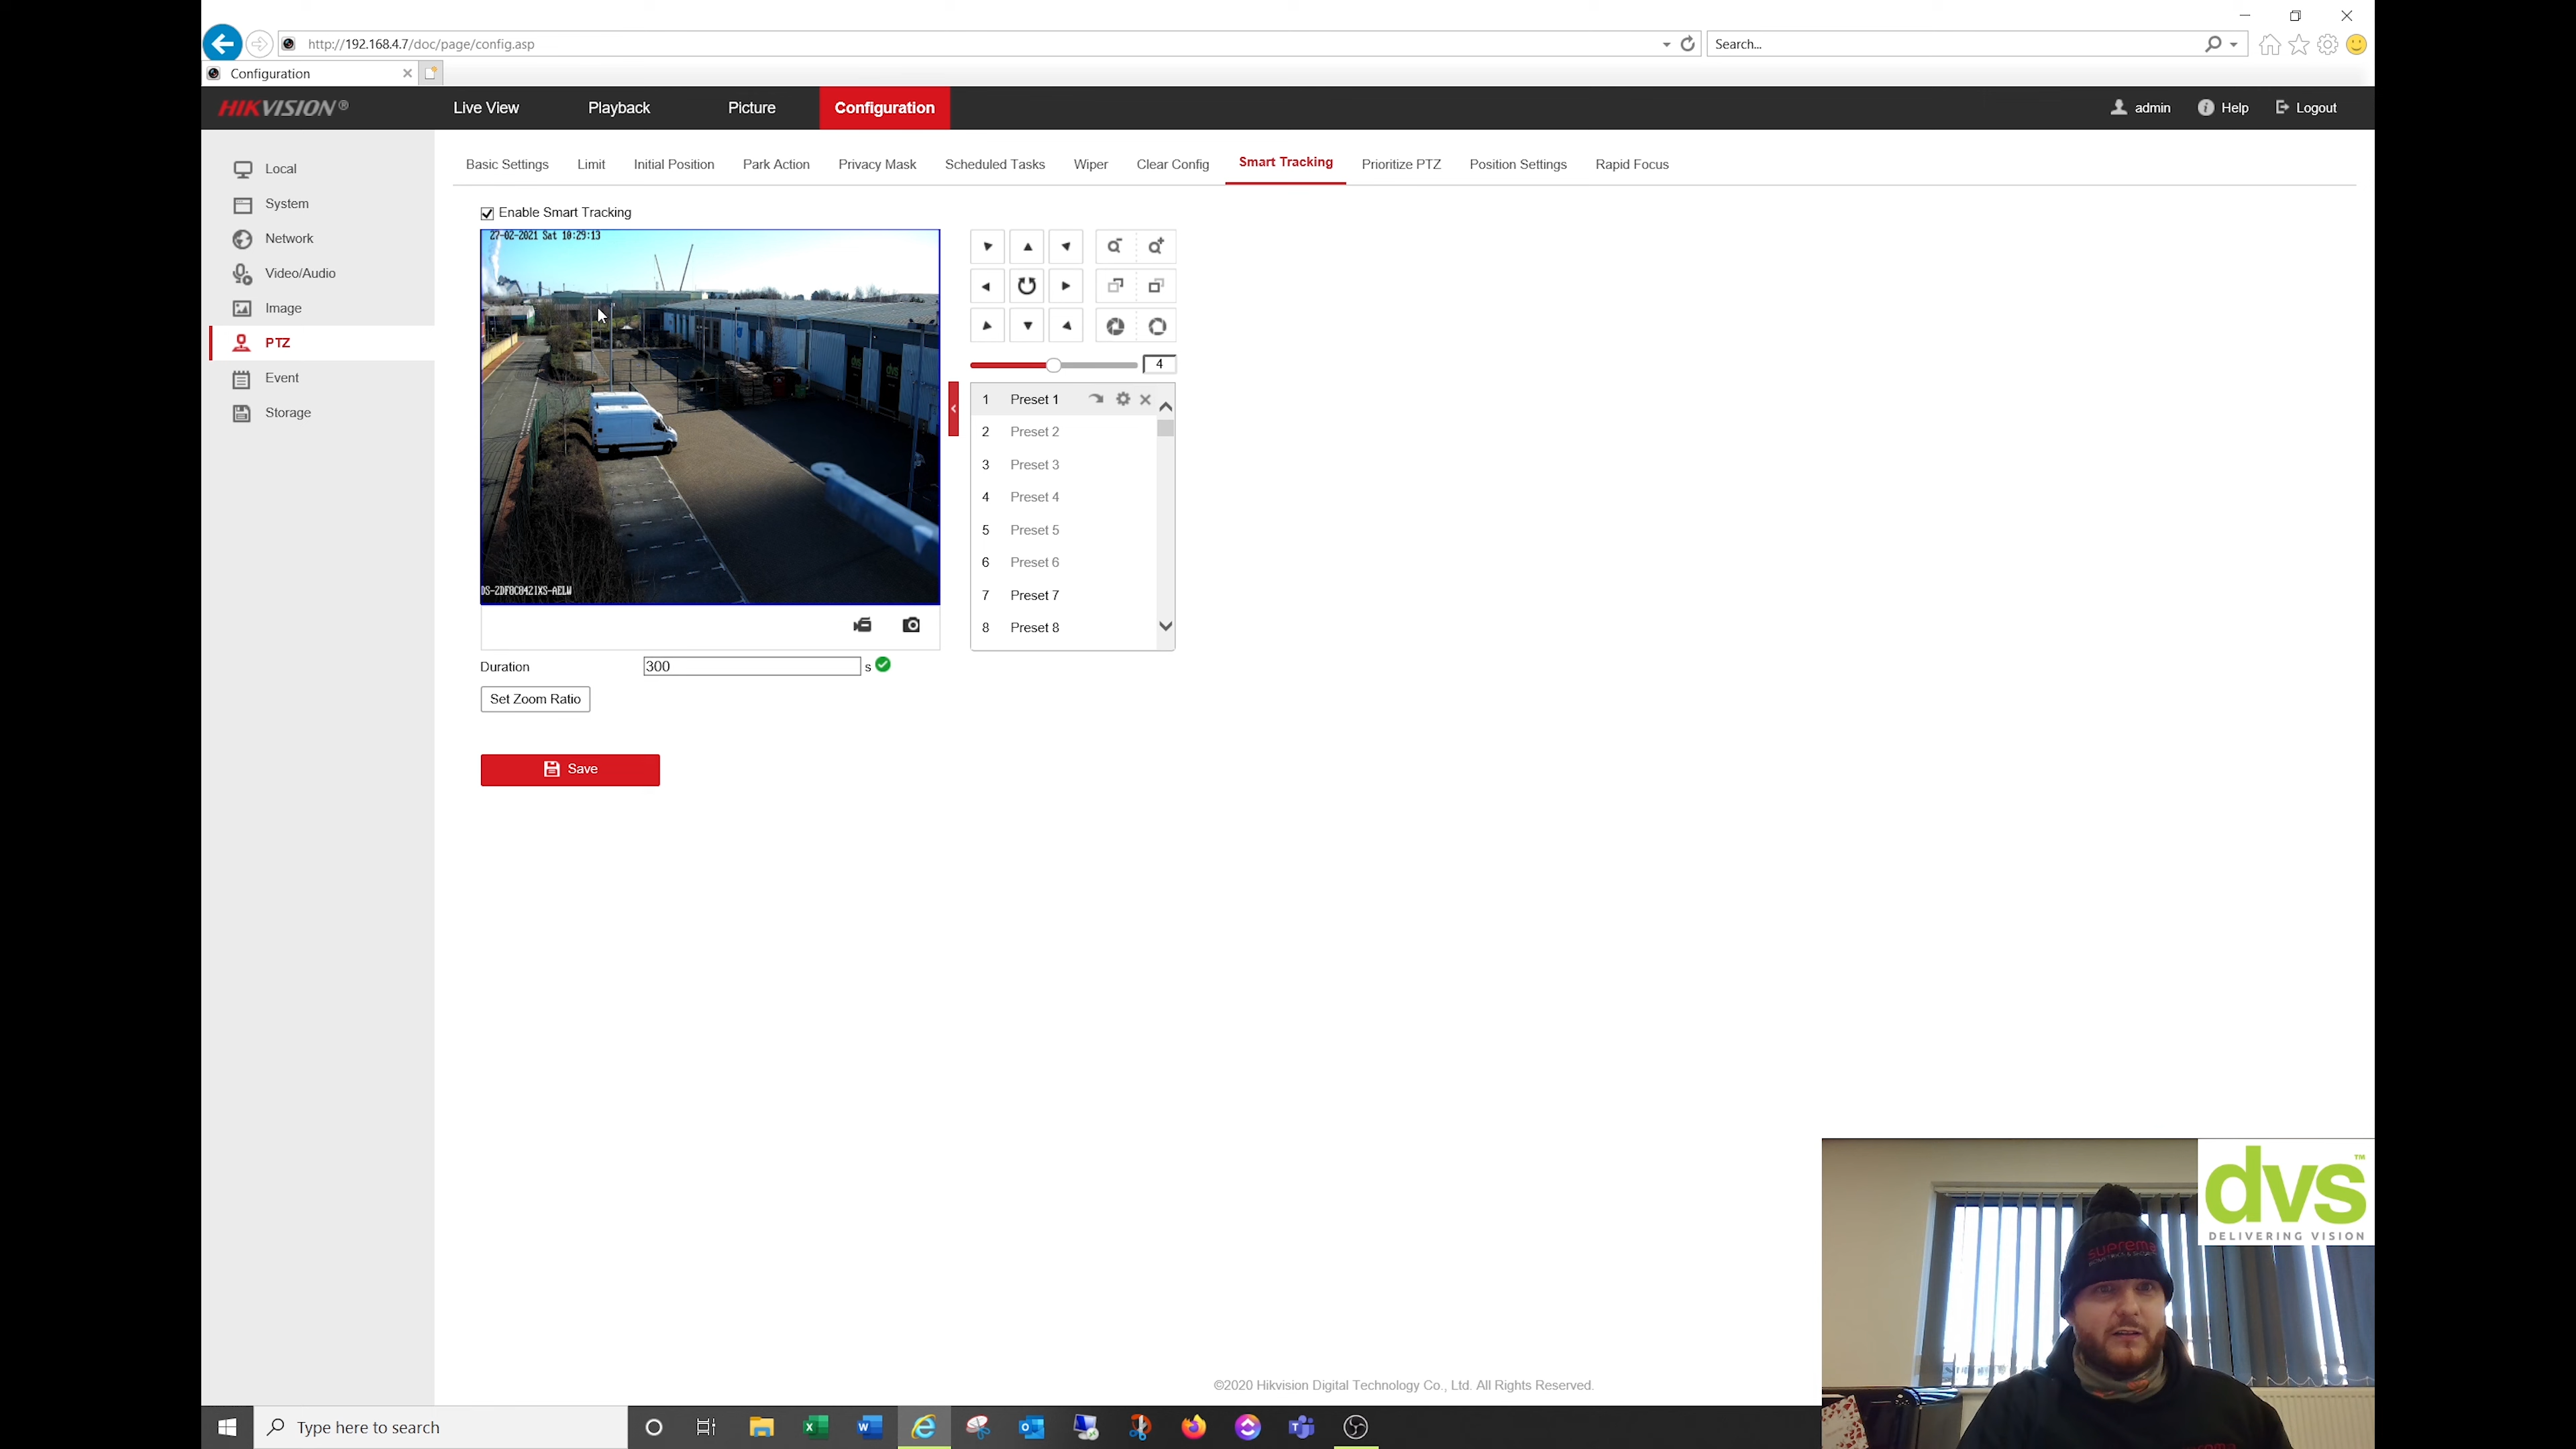 http://192.168.4.7/doc/page/config.asp
Search...
Configuration
HIKVISION®
Live View
Playback
Picture
Configuration
admin
Help
Logout
Local
System
Network
Video/Audio
Image
PTZ
Event
Storage
Basic Settings
Limit
Initial Position
Park Action
Privacy Mask
Scheduled Tasks
Wiper
Clear Config
Smart Tracking
Prioritize PTZ
Position Settings
Rapid Focus
Enable Smart Tracking
27-02-2021 Sat 10:29:13
dvs
dvs
4
1 Preset 1
2 Preset 2
3 Preset 3
4 Preset 4
5 Preset 5
6 Preset 6
7 Preset 7
8 Preset 8
Duration 300 s
Set Zoom Ratio
Save
dvs™
DELIVERING VISION
suprema
©2020 Hikvision Digital Technology Co., Ltd. All Rights Reserved.
Type here to search